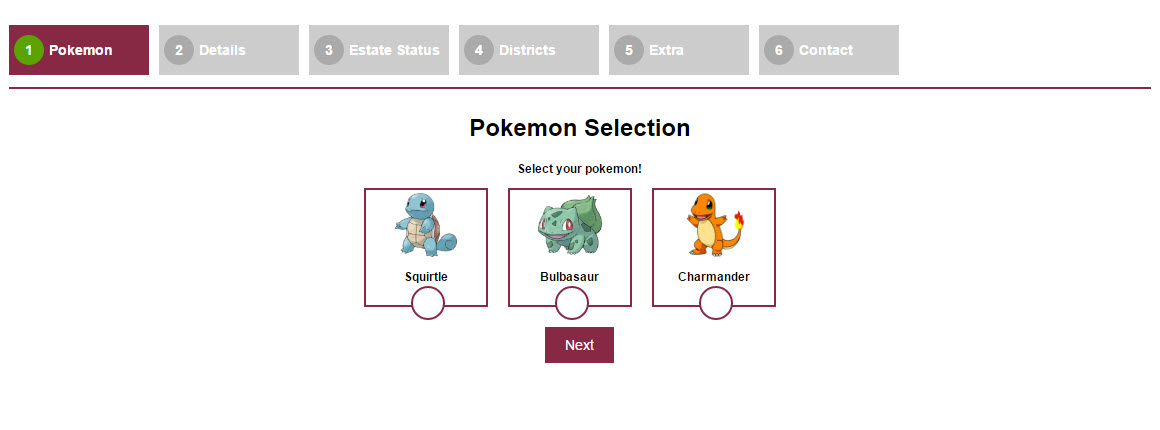 1 Pokemon 2 Details 3 Estate Status 4 Districts 5 Extra 6 Contact
Pokemon Selection
Select your pokemon!
Squirtle Bulbasaur Charmander
Next